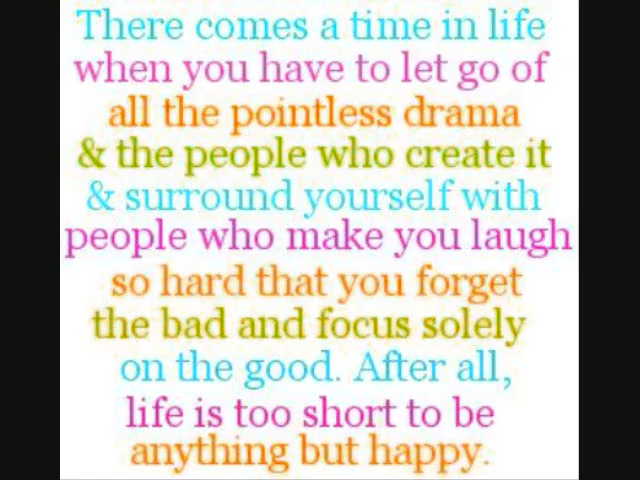 There comes a time in life
when you have to let go of
all the pointless drama
& the people who create it
& surround yourself with
people who make you laugh
so hard that you forget
the bad and focus solely
on the good. After all,
life is too short to be
anything but happy.